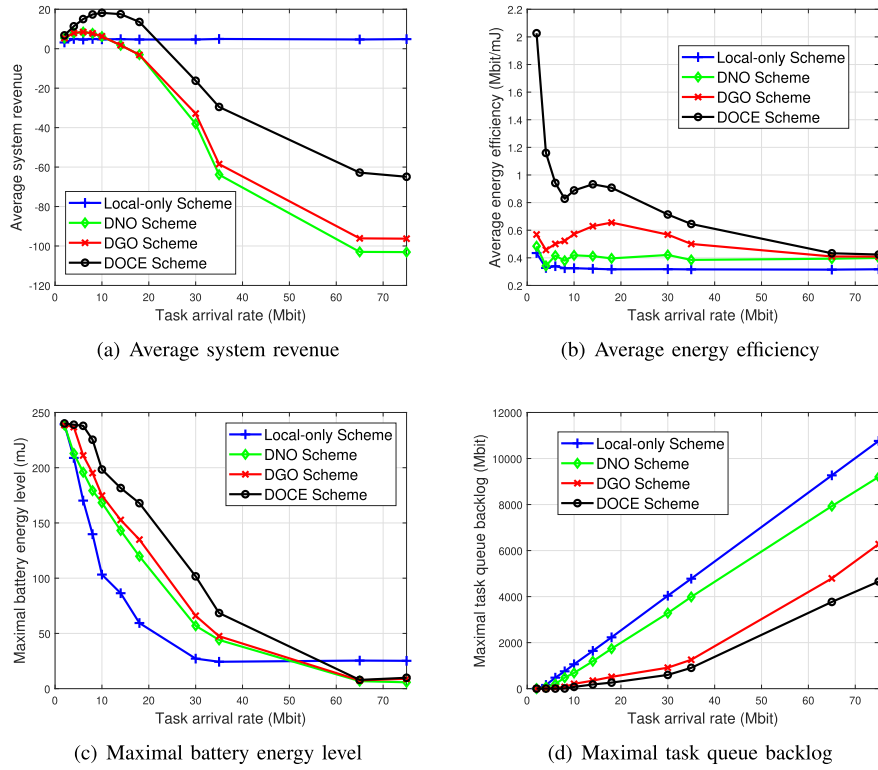 20
0
-20
-40
-60
-80
-100
-120
0 10 20 30 40 50 60 70
Average system revenue
Task arrival rate (Mbit)
Local-only Scheme
DNO Scheme
DGO Scheme
DOCE Scheme
(a) Average system revenue
2.2
2
1.8
1.6
1.4
1.2
1
0.8
0.6
0.4
0.2
0 10 20 30 40 50 60 70
Average energy efficiency (Mbit/mJ)
Task arrival rate (Mbit)
Local-only Scheme
DNO Scheme
DGO Scheme
DOCE Scheme
(b) Average energy efficiency
250
200
150
100
50
0
0 10 20 30 40 50 60 70
Maximal battery energy level (mJ)
Task arrival rate (Mbit)
Local-only Scheme
DNO Scheme
DGO Scheme
DOCE Scheme
(c) Maximal battery energy level
12000
10000
8000
6000
4000
2000
0
0 10 20 30 40 50 60 70
Maximal task queue backlog (Mbit)
Task arrival rate (Mbit)
Local-only Scheme
DNO Scheme
DGO Scheme
DOCE Scheme
(d) Maximal task queue backlog